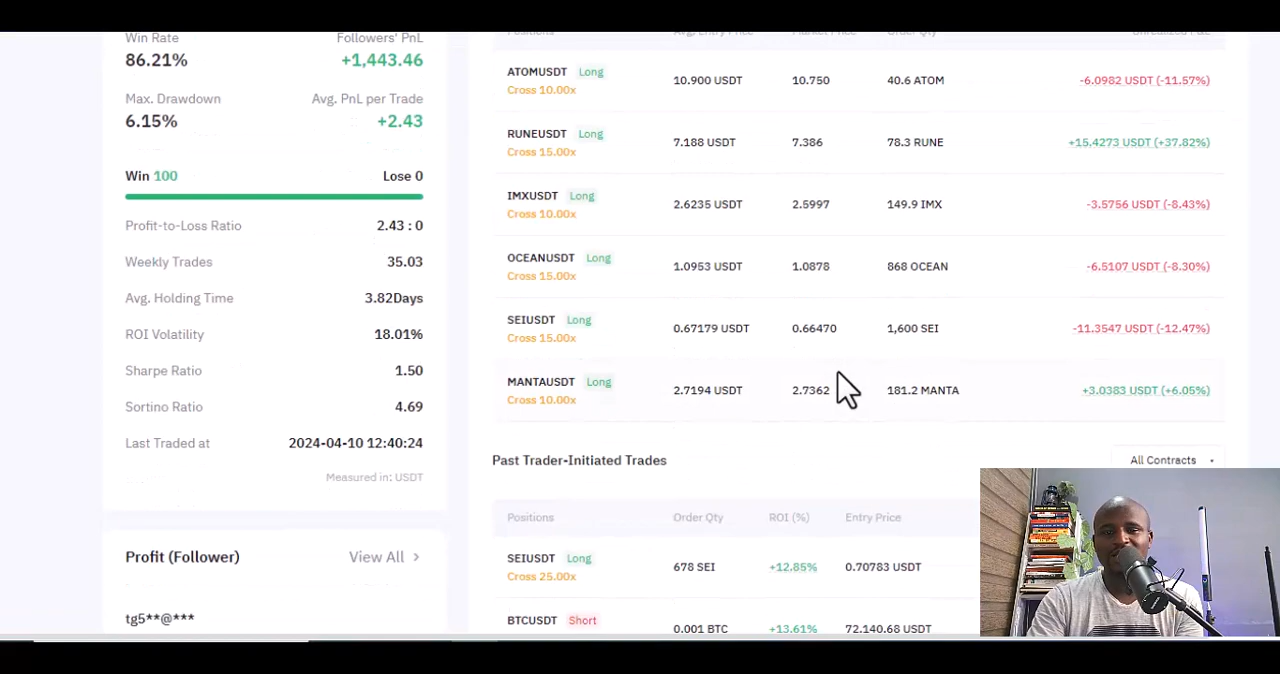 Win Rate
Followers' PnL
86.21%
+1,443.46
Max. Drawdown
Avg. PnL per Trade
6.15%
+2.43
Win 100
Lose 0
Profit-to-Loss Ratio
2.43 : 0
Weekly Trades
35.03
Avg. Holding Time
3.82Days
ROI Volatility
18.01%
Sharpe Ratio
1.50
Sortino Ratio
4.69
Last Traded at
2024-04-10 12:40:24
Measured in: USDT
Profit (Follower)
View All >
tg5**@***
ATOMUSDT Long
Cross 10.00x
10.900 USDT
10.750
40.6 ATOM
-6.0982 USDT (-11.57%)
RUNEUSDT Long
Cross 15.00x
7.188 USDT
7.386
78.3 RUNE
+15.4273 USDT (+37.82%)
IMXUSDT Long
Cross 10.00x
2.6235 USDT
2.5997
149.9 IMX
-3.5756 USDT (-8.43%)
OCEANUSDT Long
Cross 15.00x
1.0953 USDT
1.0878
868 OCEAN
-6.5107 USDT (-8.30%)
SEIUSDT Long
Cross 15.00x
0.67179 USDT
0.66470
1,600 SEI
-11.3547 USDT (-12.47%)
MANTAUSDT Long
Cross 10.00x
2.7194 USDT
2.7362
181.2 MANTA
+3.0383 USDT (+6.05%)
Past Trader-Initiated Trades
All Contracts
Positions
Order Qty
ROI (%)
Entry Price
SEIUSDT Long
Cross 25.00x
678 SEI
+12.85%
0.70783 USDT
BTCUSDT Short
0.001 BTC
+13.61%
72,140.68 USDT